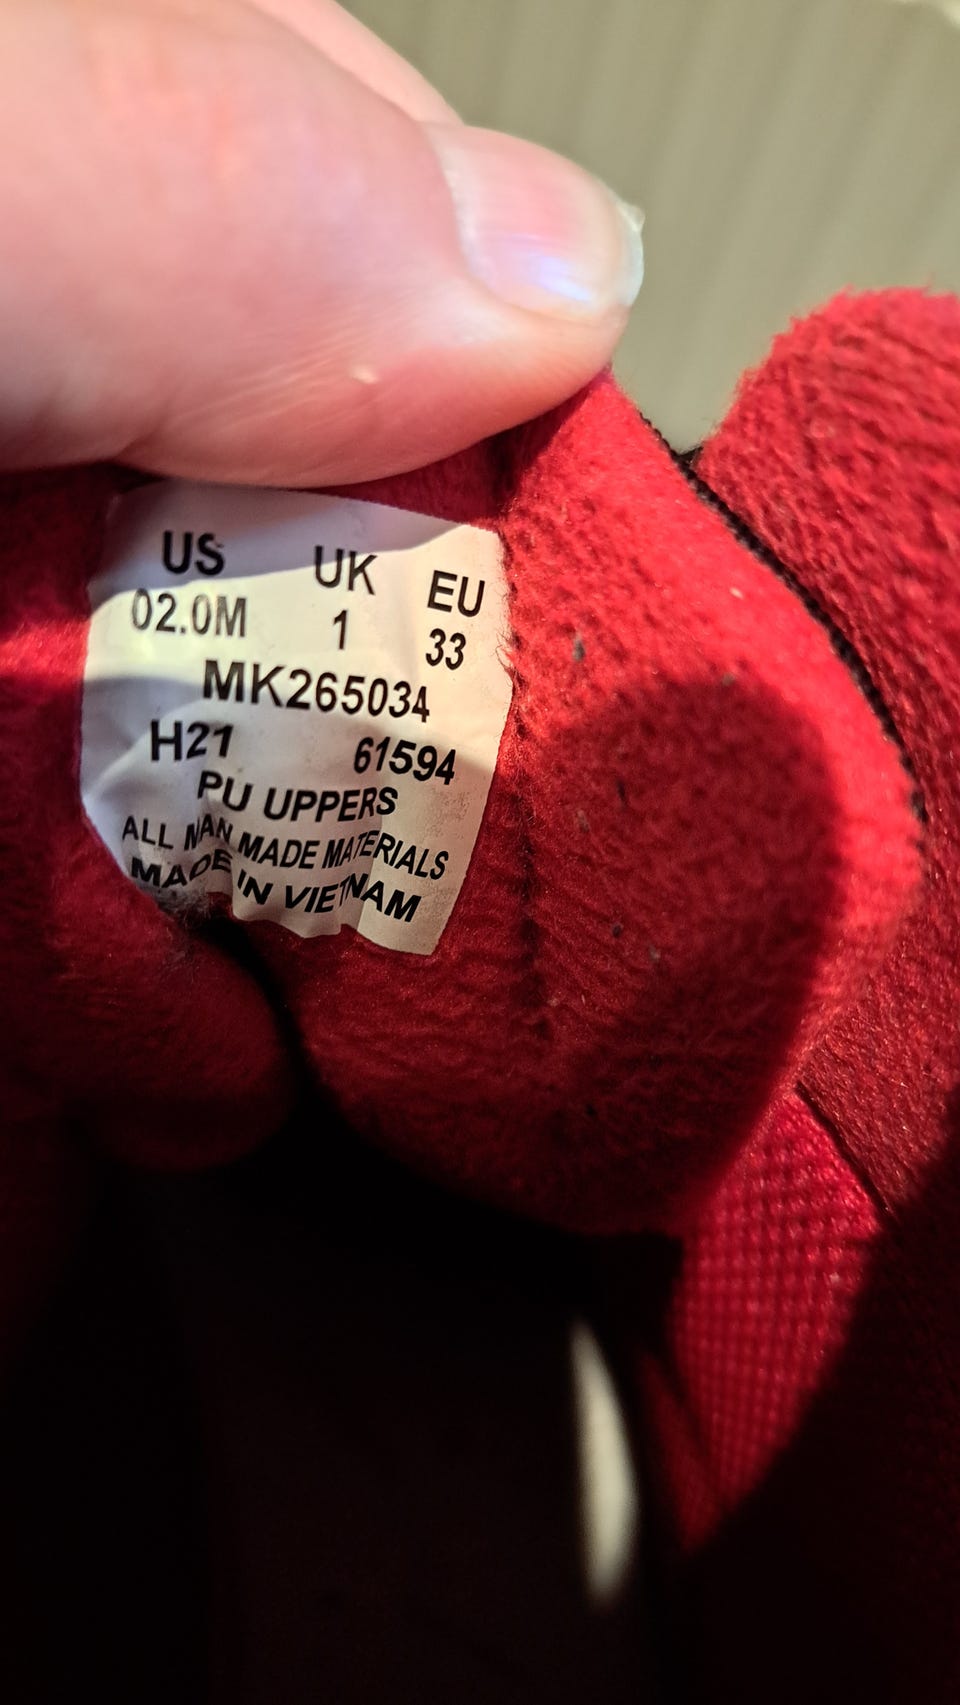 US UK EU
02.0M 1 33
MK265034
H21 61594
PU UPPERS
ALL MAN MADE MATERIALS
MADE IN VIETNAM